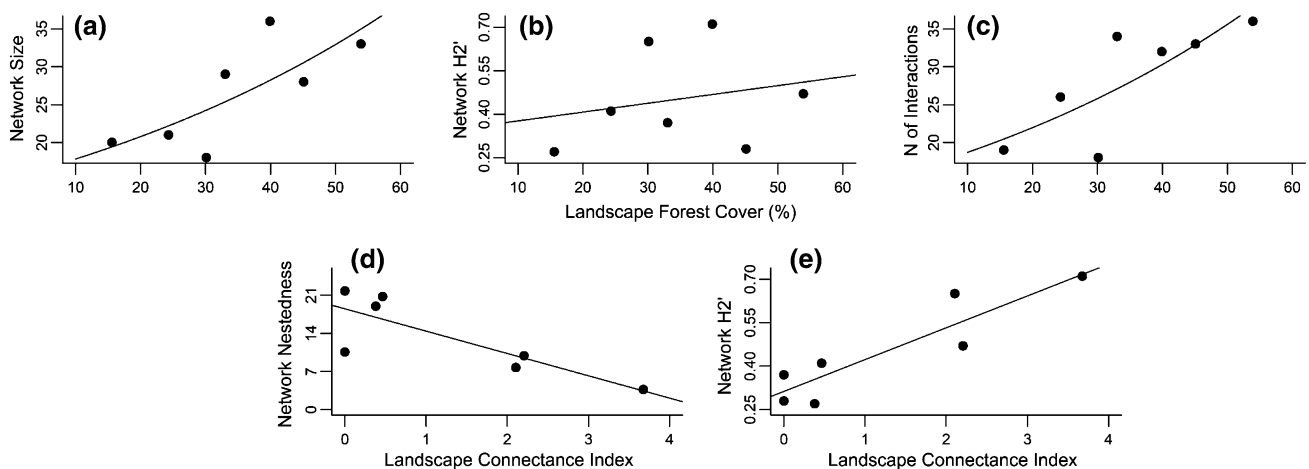 (a)
Network Size
35
30
25
20
10 20 30 40 50 60
(b)
Network H2'
0.70
0.55
0.40
0.25
10 20 30 40 50 60
Landscape Forest Cover (%)
(c)
N of Interactions
35
30
25
20
10 20 30 40 50 60
(d)
Network Nestedness
21
14
7
0
0 1 2 3 4
Landscape Connectance Index
(e)
Network H2'
0.70
0.55
0.40
0.25
0 1 2 3 4
Landscape Connectance Index